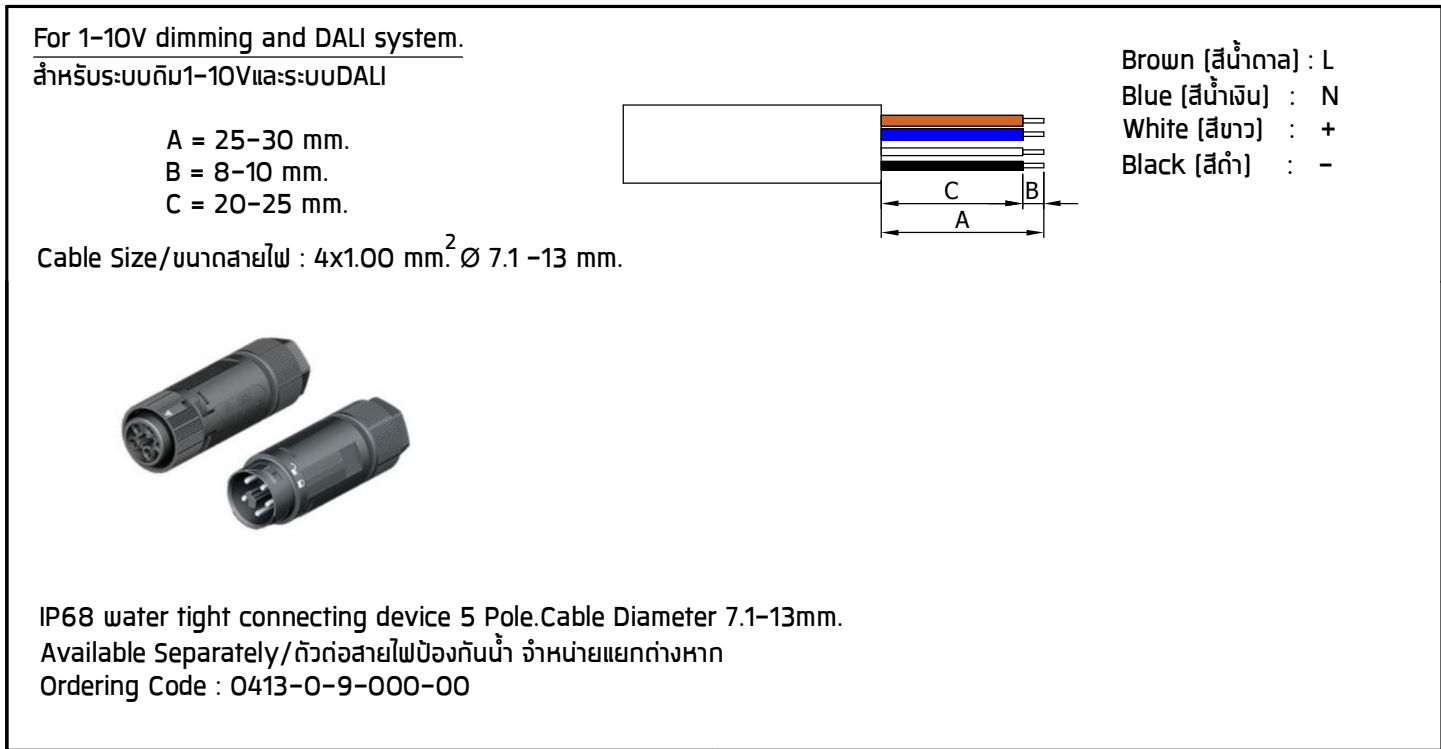 For 1-10V dimming and DALI system.
สำหรับระบบดิม1-10VและระบบDALI
A = 25-30 mm.
B = 8-10 mm.
C = 20-25 mm.
Cable Size/ขนาดสายไฟ : 4x1.00 mm.² Ø 7.1 -13 mm.
C
B
A
Brown (สีน้ำตาล) : L
Blue (สีน้ำเงิน) : N
White (สีขาว) : +
Black (สีดำ) : -
IP68 water tight connecting device 5 Pole.Cable Diameter 7.1-13mm.
Available Separately/ตัวต่อสายไฟป้องกันน้ำ จำหน่ายแยกต่างหาก
Ordering Code : 0413-0-9-000-00